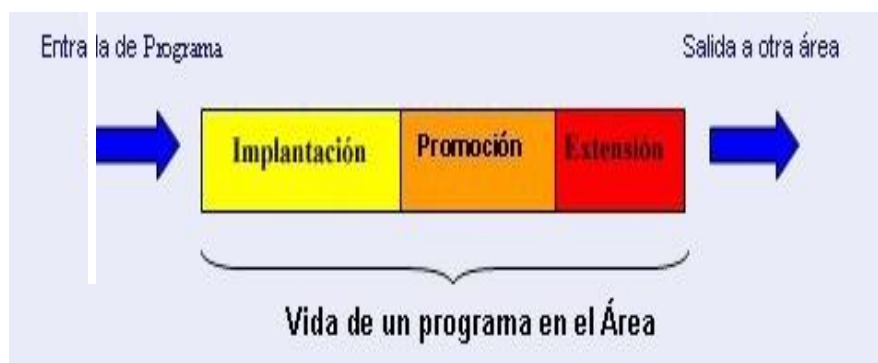 Entrada de Programa
Salida a otra área
Implantación
Promoción
Extensión
Vida de un programa en el Área